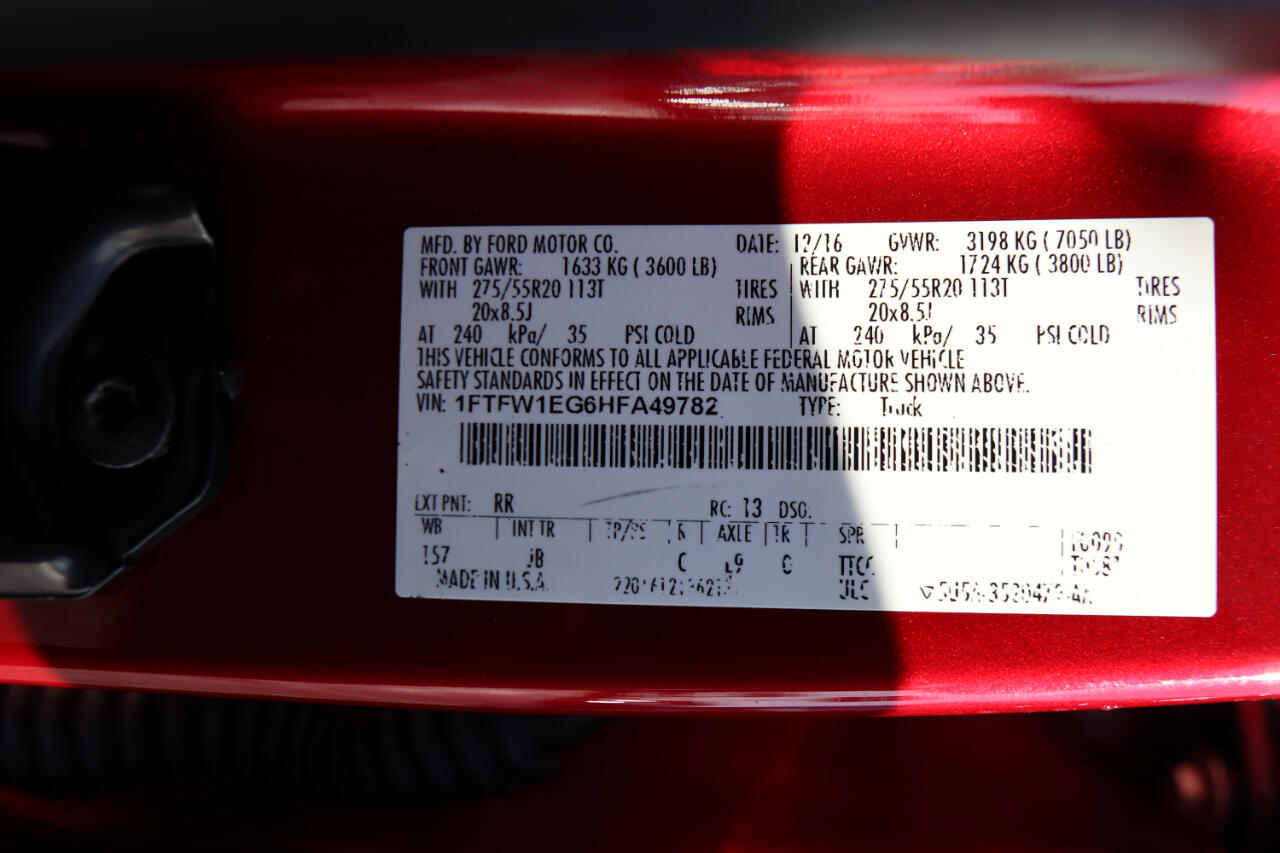 MFD. BY FORD MOTOR CO. DATE: 12/16 GVWR: 3198 KG ( 7050 LB)
FRONT GAWR: 1633 KG ( 3600 LB) REAR GAWR: 1724 KG ( 3800 LB)
WITH 275/55R20 113T TIRES WITH 275/55R20 113T TIRES
20x8.5J RIMS 20x8.5J RIMS
AT 240 kPa/ 35 PSI COLD AT 240 kPa/ 35 PSI COLD
THIS VEHICLE CONFORMS TO ALL APPLICABLE FEDERAL MOTOR VEHICLE
SAFETY STANDARDS IN EFFECT ON THE DATE OF MANUFACTURE SHOWN ABOVE.
VIN: 1FTFW1EG6HFA49782 TYPE: Truck
EXT PNT: RR RC: 13 DSO:
WB INT TR TP/PS R AXLE TR SPR
157 JB C L9
MADE IN U.S.A.